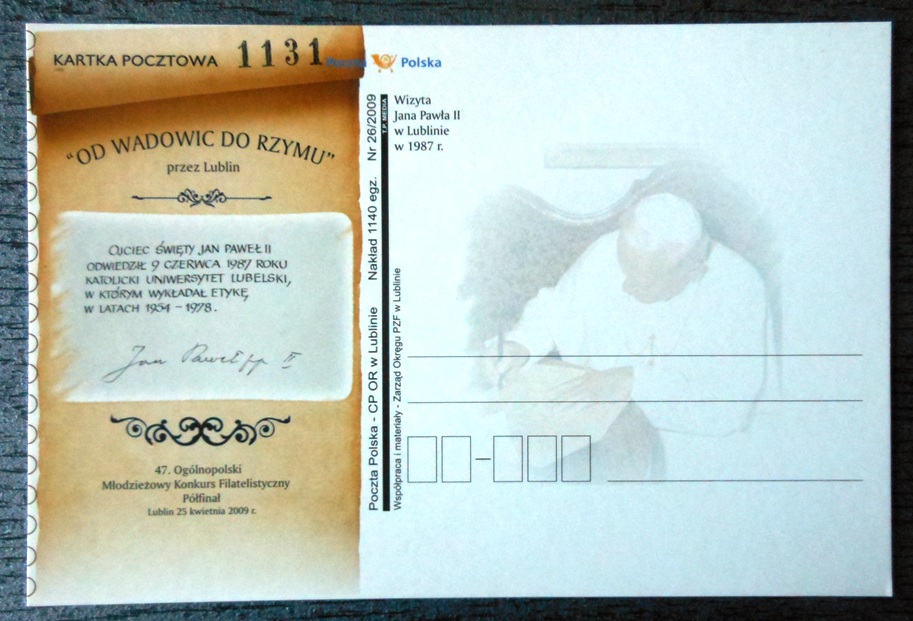 KARTKA POCZTOWA 1131
Poczta Polska
"OD WADOWIC DO RZYMU"
przez Lublin
OJCIEC ŚWIĘTY JAN PAWEŁ II
ODWIEDZIŁ 9 CZERWCA 1987 ROKU
KATOLICKI UNIWERSYTET LUBELSKI,
W KTÓRYM WYKŁADAŁ ETYKĘ,
W LATACH 1954 – 1978.
Jan Paweł pp II
47. Ogólnopolski
Młodzieżowy Konkurs Filatelistyczny
Półfinał
Lublin 25 kwietnia 2009 r.
Poczta Polska - CP OR w Lublinie Nakład 1140 egz. Nr 26/2009
T.P. MEDIA
Współpraca i materiały - Zarząd Okręgu PZF w Lublinie
Wizyta
Jana Pawła II
w Lublinie
w 1987 r.